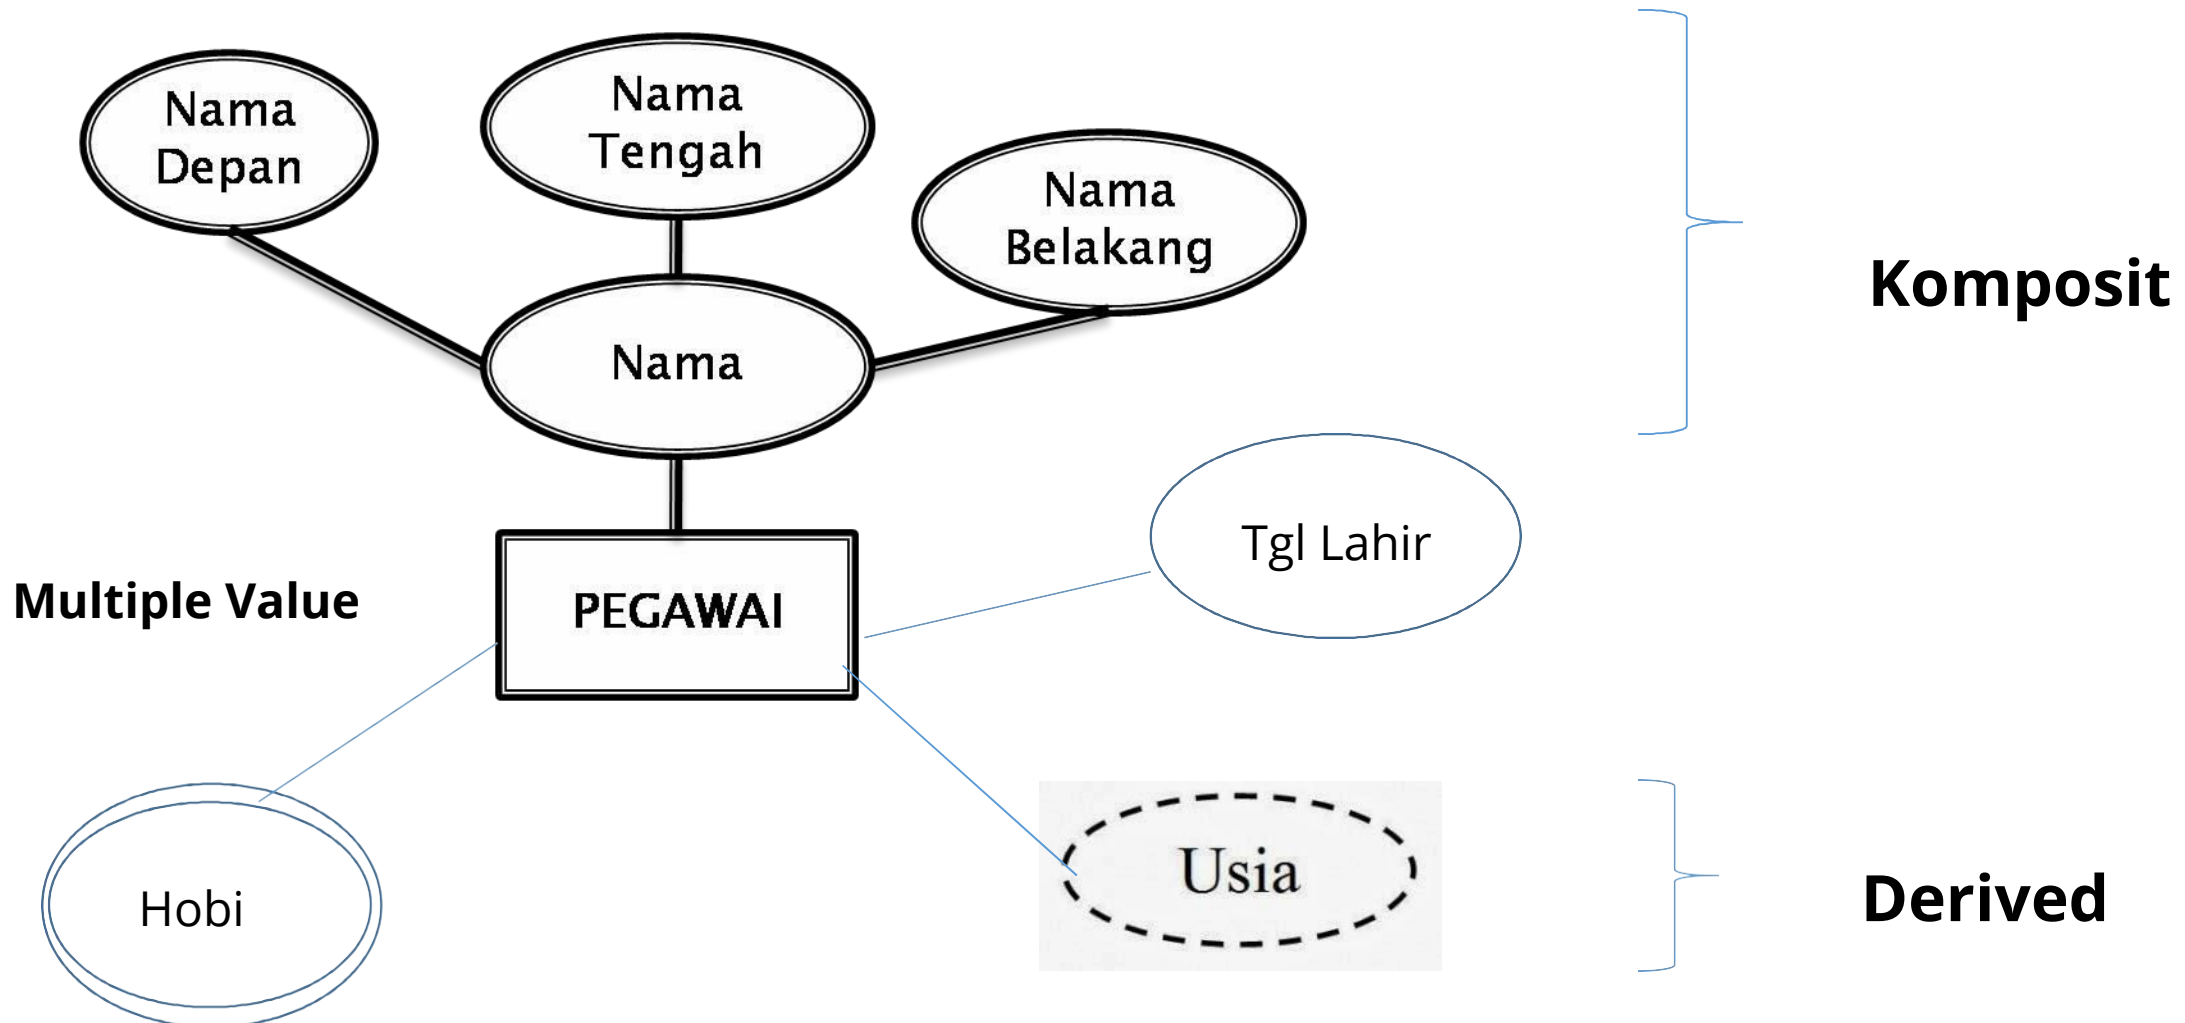 Nama
Depan
Nama
Tengah
Nama
Belakang
Komposit
Nama
Tgl Lahir
Multiple Value
PEGAWAI
Usia
Derived
Hobi